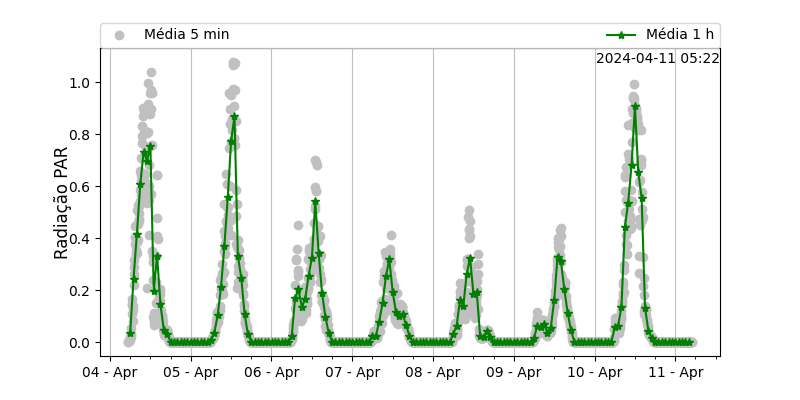 Média 5 min
Média 1 h
2024-04-11 05:22
Radiação PAR
1.0
0.8
0.6
0.4
0.2
0.0
04 - Apr
05 - Apr
06 - Apr
07 - Apr
08 - Apr
09 - Apr
10 - Apr
11 - Apr